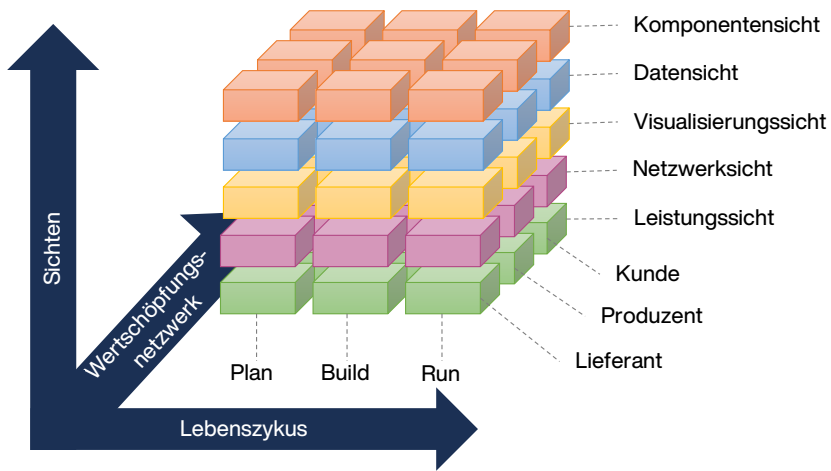 Komponentensicht
Datensicht
Visualisierungssicht
Netzwerksicht
Leistungssicht
Kunde
Produzent
Lieferant
Sichten
Wertschöpfungs-
netzwerk
Plan
Build
Run
Lebenszykus